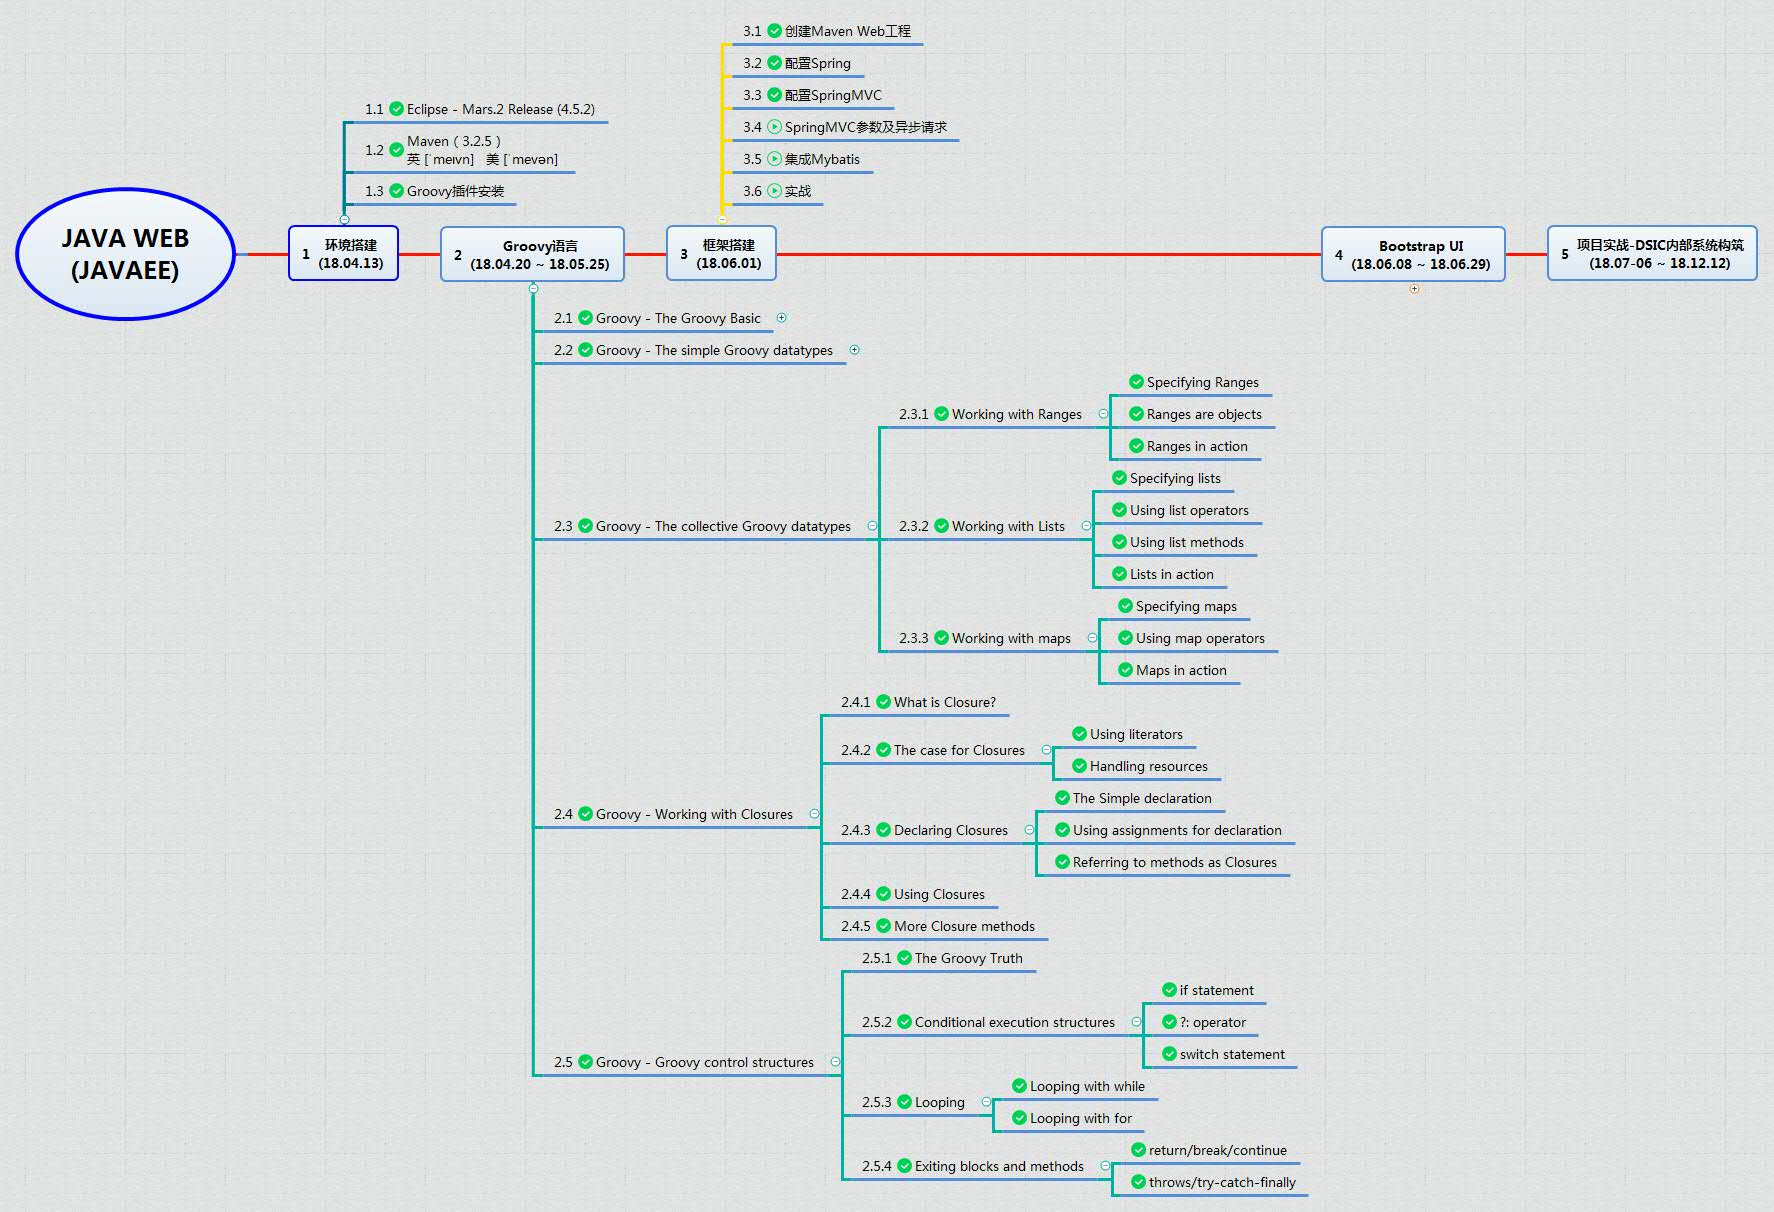 JAVA WEB
(JAVAEE)
1 环境搭建
(18.04.13)
1.1 Eclipse - Mars.2 Release (4.5.2)
1.2 Maven ( 3.2.5 )
英 [ˈmeɪvn] 美 [ˈmevən]
1.3 Groovy插件安装
2 Groovy语言
(18.04.20 ~ 18.05.25)
2.1 Groovy - The Groovy Basic
2.2 Groovy - The simple Groovy datatypes
2.3 Groovy - The collective Groovy datatypes
2.3.1 Working with Ranges
Specifying Ranges
Ranges are objects
Ranges in action
2.3.2 Working with Lists
Specifying lists
Using list operators
Using list methods
Lists in action
2.3.3 Working with maps
Specifying maps
Using map operators
Maps in action
2.4 Groovy - Working with Closures
2.4.1 What is Closure?
2.4.2 The case for Closures
Using literators
Handling resources
2.4.3 Declaring Closures
The Simple declaration
Using assignments for declaration
Referring to methods as Closures
2.4.4 Using Closures
2.4.5 More Closure methods
2.5 Groovy - Groovy control structures
2.5.1 The Groovy Truth
2.5.2 Conditional execution structures
if statement
?: operator
switch statement
2.5.3 Looping
Looping with while
Looping with for
2.5.4 Exiting blocks and methods
return/break/continue
throws/try-catch-finally
3 框架搭建
(18.06.01)
3.1 创建Maven Web工程
3.2 配置Spring
3.3 配置SpringMVC
3.4 SpringMVC参数及异步请求
3.5 集成Mybatis
3.6 实战
4 Bootstrap UI
(18.06.08 ~ 18.06.29)
5 项目实战-DSIC内部系统构筑
(18.07-06 ~ 18.12.12)